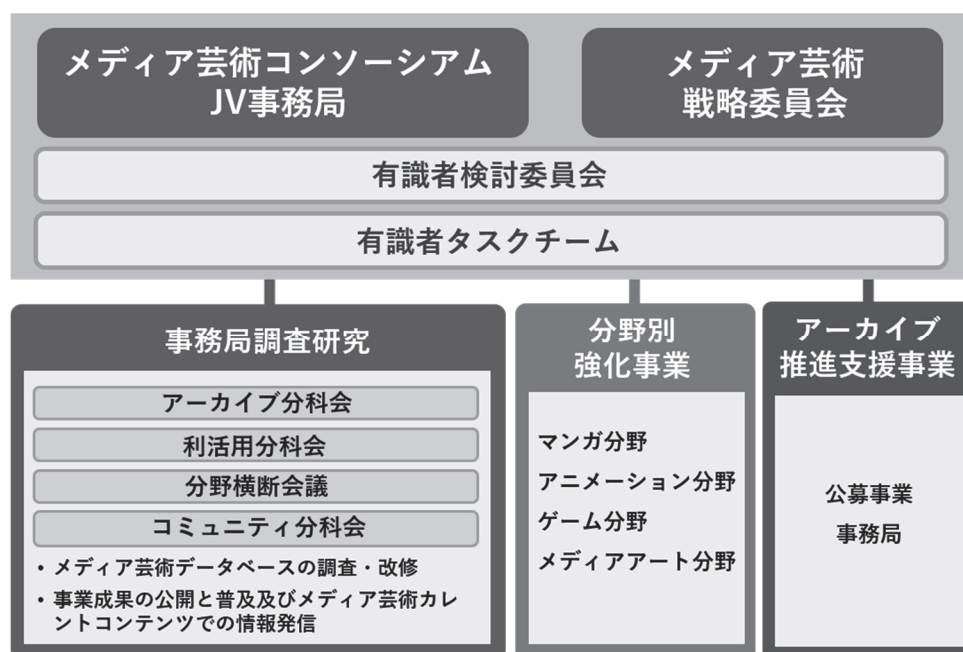 メディア芸術コンソーシアム
JV事務局
メディア芸術
戦略委員会
有識者検討委員会
有識者タスクチーム
事務局調査研究
アーカイブ分科会
利活用分科会
分野横断会議
コミュニティ分科会
・メディア芸術データベースの調査・改修
・事業成果の公開と普及及びメディア芸術カレ
ントコンテンツでの情報発信
分野別
強化事業
マンガ分野
アニメーション分野
ゲーム分野
メディアアート分野
アーカイブ
推進支援事業
公募事業
事務局